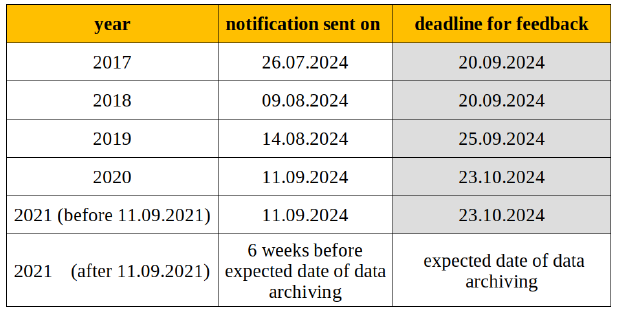 year notification sent on deadline for feedback
2017 26.07.2024 20.09.2024
2018 09.08.2024 20.09.2024
2019 14.08.2024 25.09.2024
2020 11.09.2024 23.10.2024
2021 (before 11.09.2021) 11.09.2024 23.10.2024
2021 (after 11.09.2021)
6 weeks before
expected date of data
archiving
expected date of data
archiving